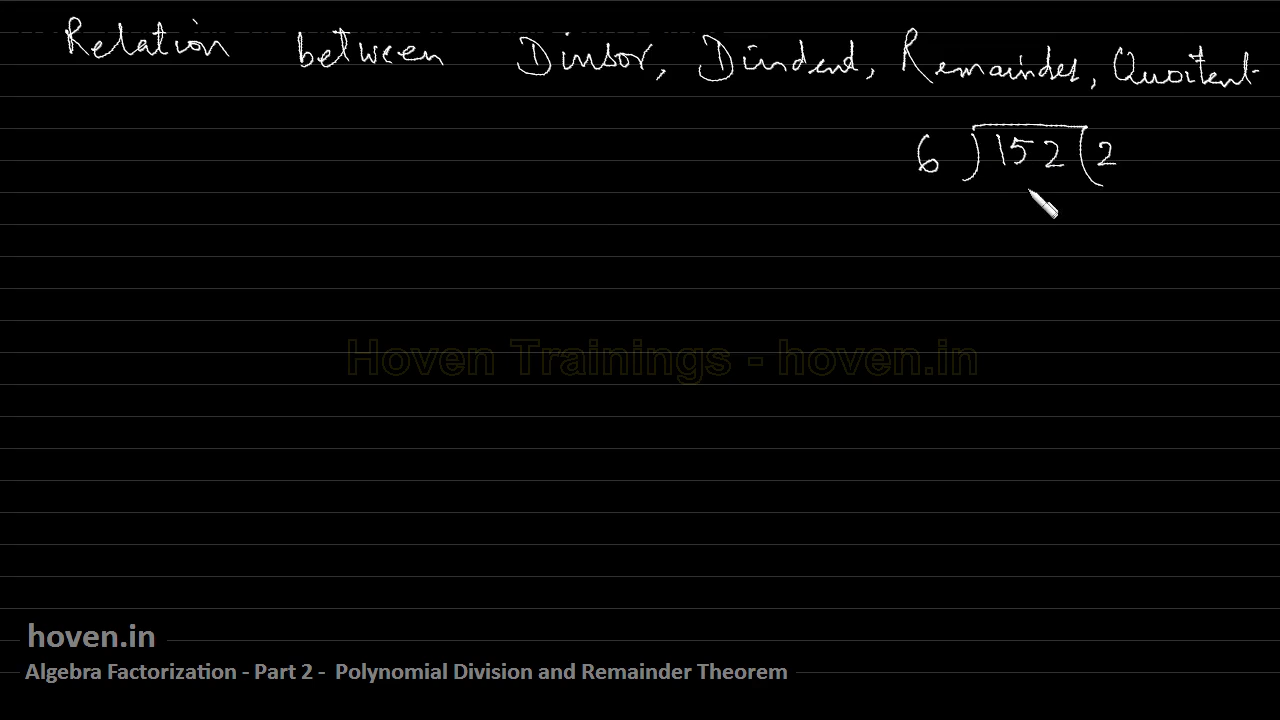 Relation between Divisor, Dividend, Remainder, Quoitent
6 ) 152 ( 2
Hoven Trainings - hoven.in
hoven.in
Algebra Factorization - Part 2 - Polynomial Division and Remainder Theorem